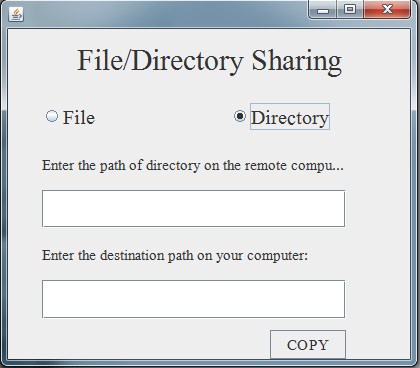 File/Directory Sharing
File Directory
Enter the path of directory on the remote compu...
Enter the destination path on your computer:
COPY